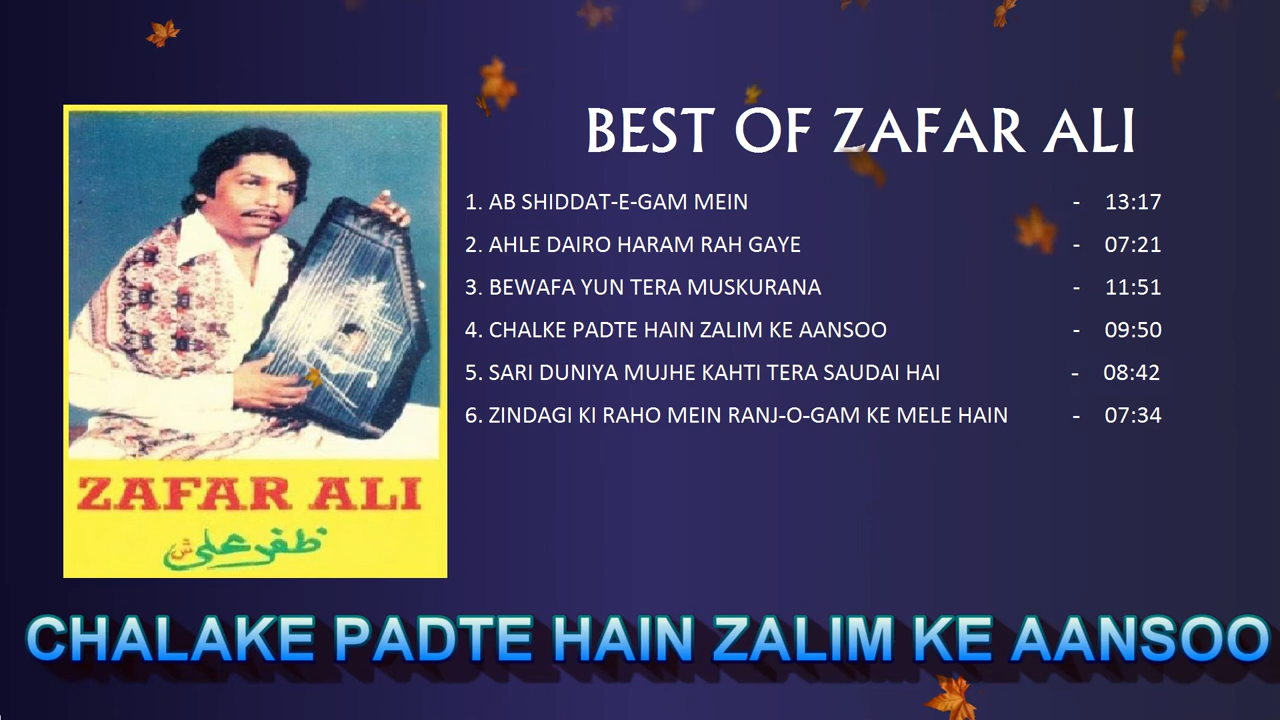 BEST OF ZAFAR ALI
1. AB SHIDDAT-E-GAM MEIN - 13:17
2. AHLE DAIRO HARAM RAH GAYE - 07:21
3. BEWAFA YUN TERA MUSKURANA - 11:51
4. CHALKE PADTE HAIN ZALIM KE AANSOO - 09:50
5. SARI DUNIYA MUJHE KAHTI TERA SAUDAI HAI - 08:42
6. ZINDAGI KI RAHO MEIN RANJ-O-GAM KE MELE HAIN - 07:34
ZAFAR ALI
ظفر علی
CHALAKE PADTE HAIN ZALIM KE AANSOO